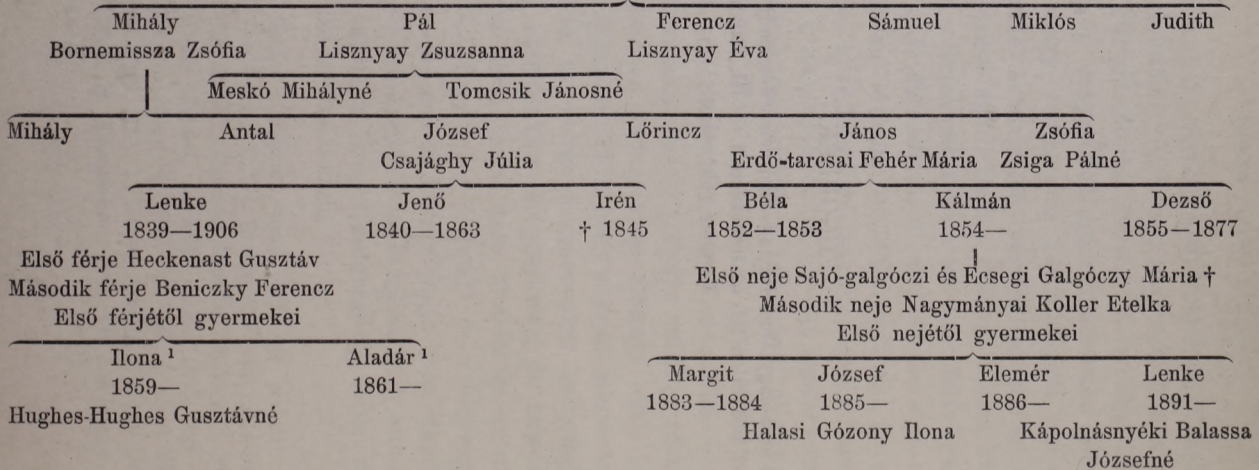 Mihály Pál Ferencz Sámuel Miklós Judith
Bornemissza Zsófia Lisznyay Zsuzsanna Lisznyay Éva
Meskó Mihályné Tomcsik Jánosné
Mihály Antal József Lőrincz János Zsófia
Csajághy Júlia Erdő-tarcsai Fehér Mária Zsiga Pálné
Lenke Jenő Irén Béla Kálmán Dezső
1839—1906 1840—1863 † 1845 1852—1853 1854— 1855—1877
Első férje Heckenast Gusztáv
Első neje Sajó-galgóczi és Ecsegi Galgóczy Mária †
Második férje Beniczky Ferencz
Második neje Nagymányai Koller Etelka
Első férjétől gyermekei
Első nejétől gyermekei
Ilona ¹ Aladár ¹
1859— 1861—
Margit József Elemér Lenke
1883—1884 1885— 1886— 1891—
Hughes-Hughes Gusztávné
Halasi Gózony Ilona Kápolnásnyéki Balassa
Józsefné